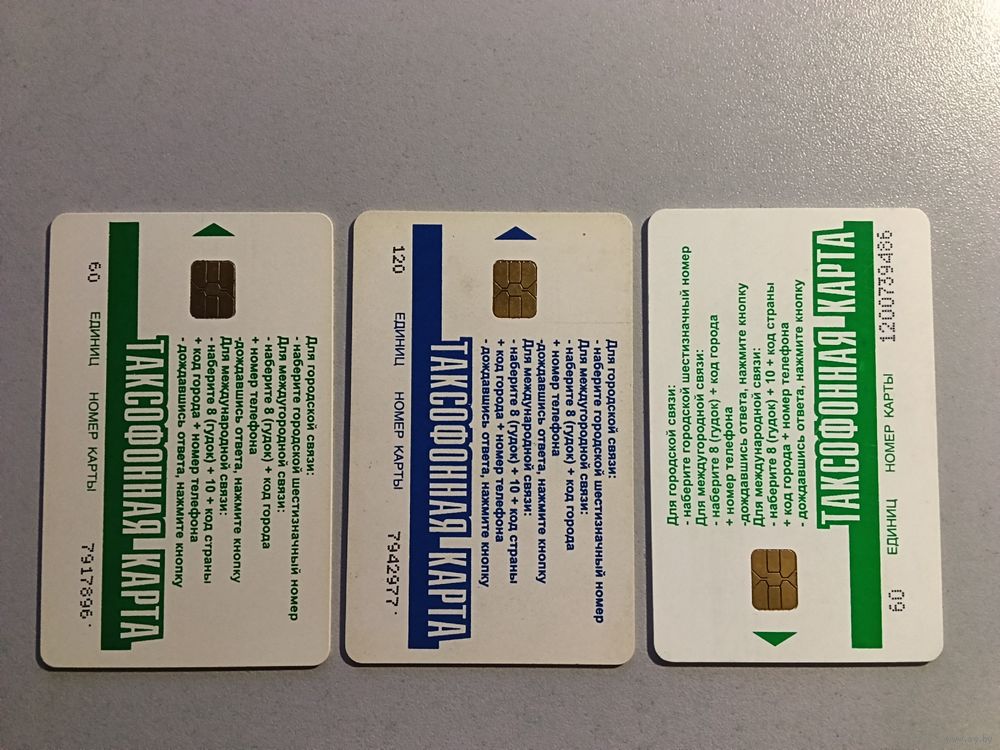 Для городской связи:
- наберите городской шестизначный номер
Для междугородной связи:
- наберите 8 (гудок) + код города
+ номер телефона
-дождавшись ответа, нажмите кнопку
Для международной связи:
- наберите 8 (гудок) + 10 + код страны
+ код города + номер телефона
- дождавшись ответа, нажмите кнопку
ТАКСОФОННАЯ КАРТА
60 ЕДИНИЦ НОМЕР КАРТЫ 7917896·
Для городской связи:
- наберите городской шестизначный номер
Для междугородной связи:
- наберите 8 (гудок) + код города
+ номер телефона
-дождавшись ответа, нажмите кнопку
Для международной связи:
- наберите 8 (гудок) + 10 + код страны
+ код города + номер телефона
- дождавшись ответа, нажмите кнопку
ТАКСОФОННАЯ КАРТА
120 ЕДИНИЦ НОМЕР КАРТЫ 7942977·
Для городской связи:
- наберите городской шестизначный номер
Для междугородной связи:
- наберите 8 (гудок) + код города
+ номер телефона
-дождавшись ответа, нажмите кнопку
Для международной связи:
- наберите 8 (гудок) + 10 + код страны
+ код города + номер телефона
- дождавшись ответа, нажмите кнопку
ТАКСОФОННАЯ КАРТА
60 ЕДИНИЦ НОМЕР КАРТЫ 1200739486